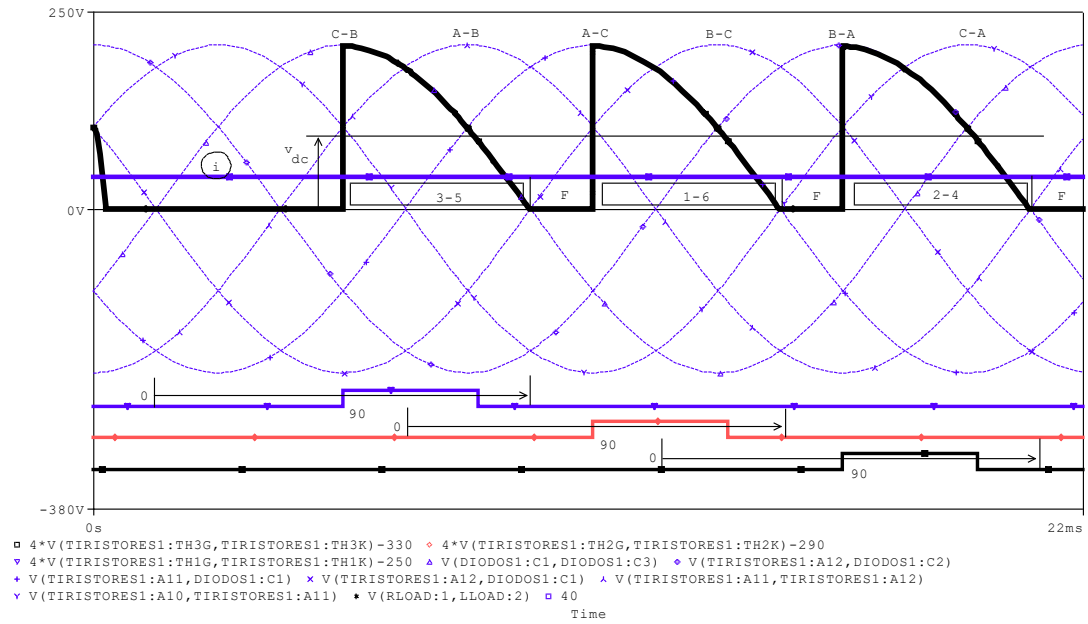 250V
C-B A-B A-C B-C B-A C-A
v
dc
i
3-5 F 1-6 F 2-4 F
0V
0
90
0
90
0
90
-380V
0s 22ms
4*V(TIRISTORES1:TH3G,TIRISTORES1:TH3K)-330 4*V(TIRISTORES1:TH2G,TIRISTORES1:TH2K)-290
4*V(TIRISTORES1:TH1G,TIRISTORES1:TH1K)-250 V(DIODOS1:C1,DIODOS1:C3) V(TIRISTORES1:A12,DIODOS1:C2)
V(TIRISTORES1:A11,DIODOS1:C1) V(TIRISTORES1:A12,DIODOS1:C1) V(TIRISTORES1:A11,TIRISTORES1:A12)
V(TIRISTORES1:A10,TIRISTORES1:A11) V(RLOAD:1,LLOAD:2) 40
Time